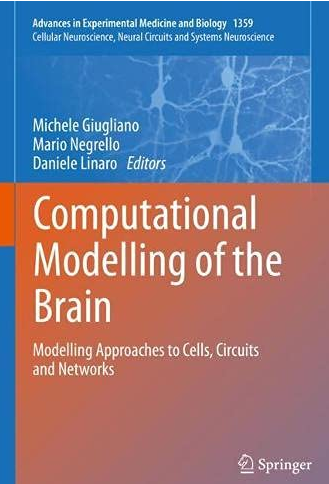 Advances in Experimental Medicine and Biology 1359
Cellular Neuroscience, Neural Circuits and Systems Neuroscience
Michele Giugliano
Mario Negrello
Daniele Linaro Editors
Computational
Modelling of the
Brain
Modelling Approaches to Cells, Circuits
and Networks
Springer